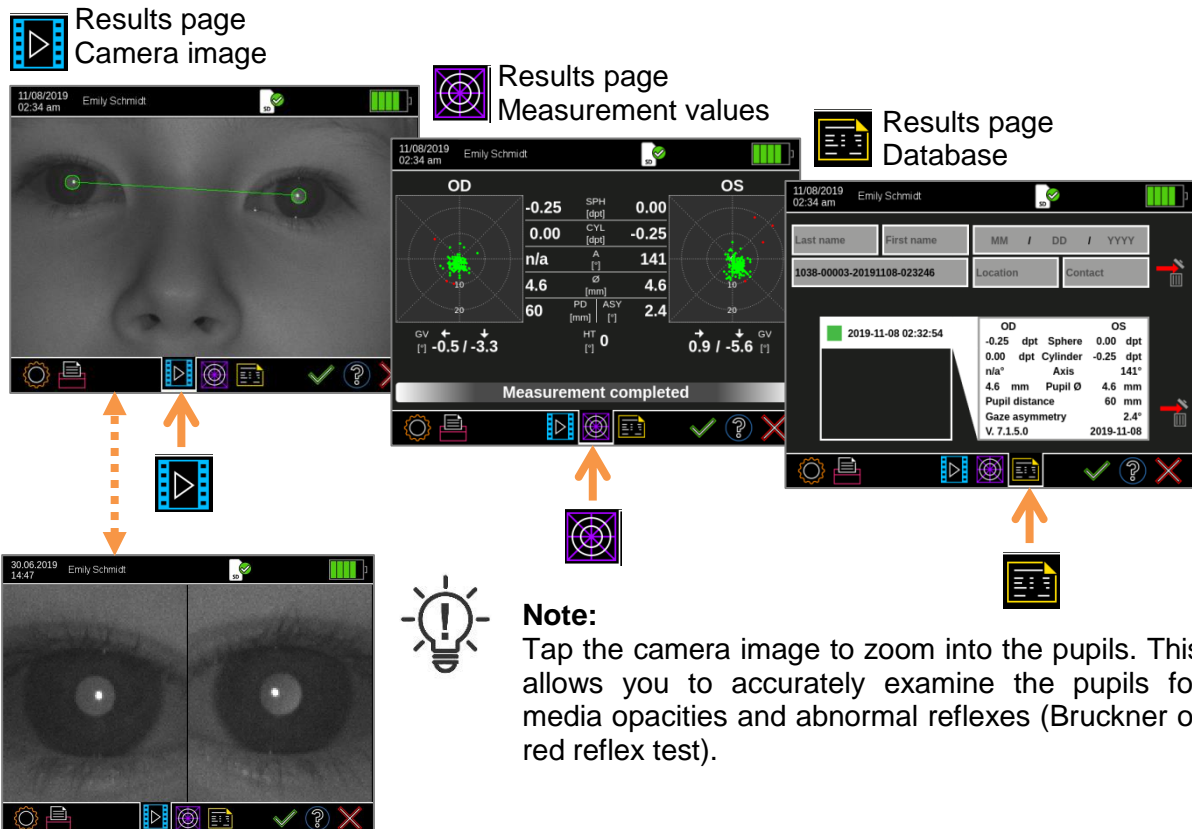 Results page
Camera image
11/08/2019
02:34 am
Emily Schmidt
SD
Results page
Measurement values
11/08/2019
02:34 am
Emily Schmidt
SD
OD OS
-0.25 SPH [dpt] 0.00
0.00 CYL [dpt] -0.25
n/a A [°] 141
4.6 Ø [mm] 4.6
60 PD [mm] ASY [°] 2.4
10 10
20 20
GV [°] -0.5 / -3.3 HT [°] 0 0.9 / -5.6 GV [°]
Measurement completed
Results page
Database
11/08/2019
02:34 am
Emily Schmidt
SD
Last name First name MM / DD / YYYY
1038-00003-20191108-023246 Location Contact
2019-11-08 02:32:54
OD OS
-0.25 dpt Sphere 0.00 dpt
0.00 dpt Cylinder -0.25 dpt
n/a° Axis 141°
4.6 mm Pupil Ø 4.6 mm
Pupil distance 60 mm
Gaze asymmetry 2.4°
V. 7.1.5.0 2019-11-08
30.06.2019
14:47
Emily Schmidt
SD
Note:
Tap the camera image to zoom into the pupils. This
allows you to accurately examine the pupils fo
media opacities and abnormal reflexes (Bruckner o
red reflex test).